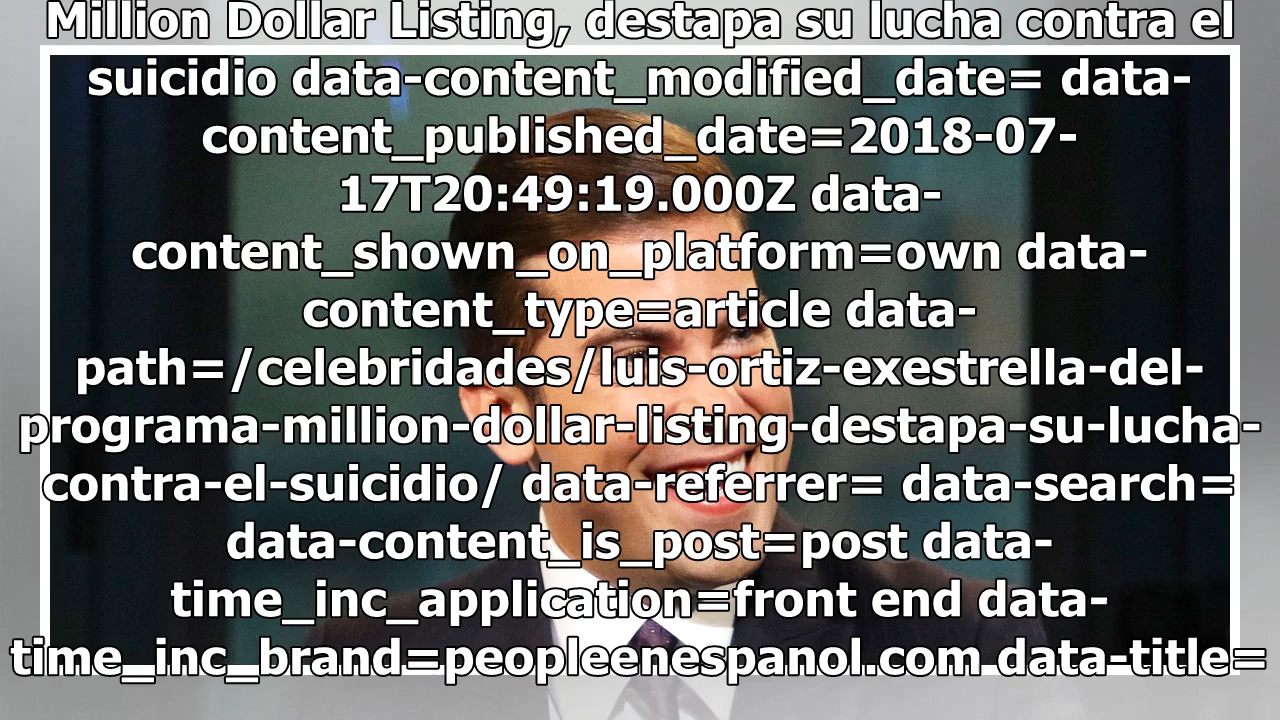 Million Dollar Listing, destapa su lucha contra el
suicidio data-content_modified_date= data-
content_published_date=2018-07-
17T20:49:19.000Z data-
content_shown_on_platform=own data-
content_type=article data-
path=/celebridades/luis-ortiz-exestrella-del-
programa-million-dollar-listing-destapa-su-lucha-
contra-el-suicidio/ data-referrer= data-search=
data-content_is_post=post data-
time_inc_application=front end data-
time_inc_brand=peopleenespanol.com data-title=